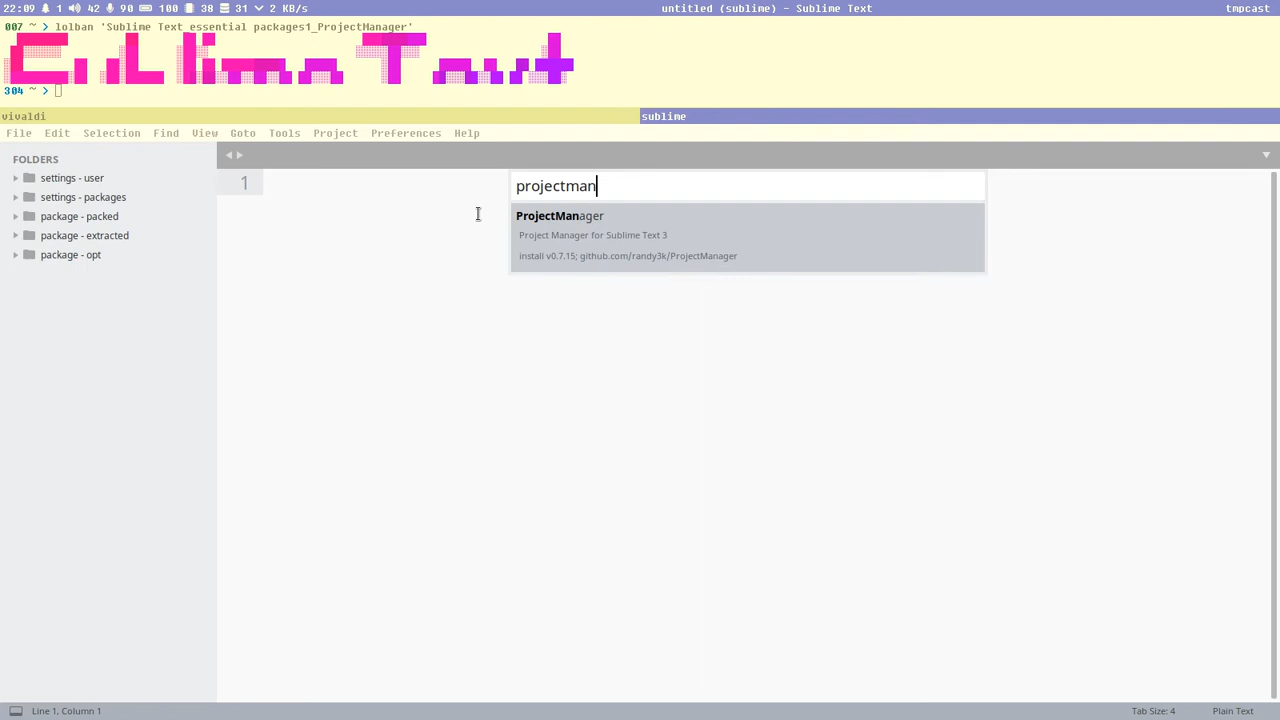 22:09 1 42 90 100 38 31 2 KB/s untitled (sublime) - Sublime Text tmpcast
007 ~ > lolban 'Sublime Text essential packages1_ProjectManager'
304 ~ >
vivaldi sublime
File Edit Selection Find View Goto Tools Project Preferences Help
FOLDERS
settings - user
settings - packages
package - packed
package - extracted
package - opt
1
projectman
ProjectManager
Project Manager for Sublime Text 3
install v0.7.15; github.com/randy3k/ProjectManager
Line 1, Column 1 Tab Size: 4 Plain Text